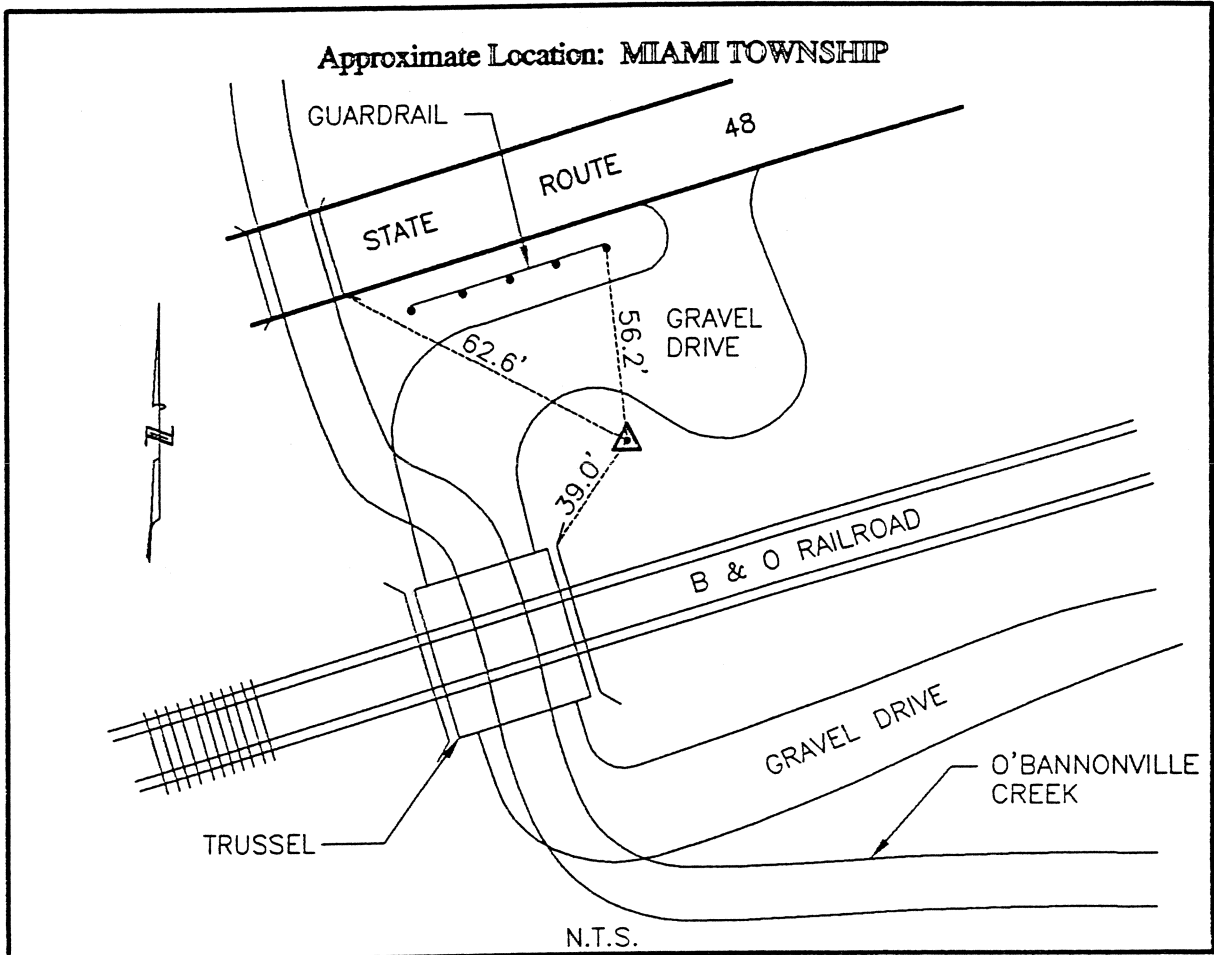 Approximate Location: MIAMI TOWNSHIP
GUARDRAIL
STATE ROUTE 48
62.6'
56.2'
GRAVEL
DRIVE
N
39.0'
B & O RAILROAD
GRAVEL DRIVE
O'BANNONVILLE
CREEK
TRUSSEL
N.T.S.